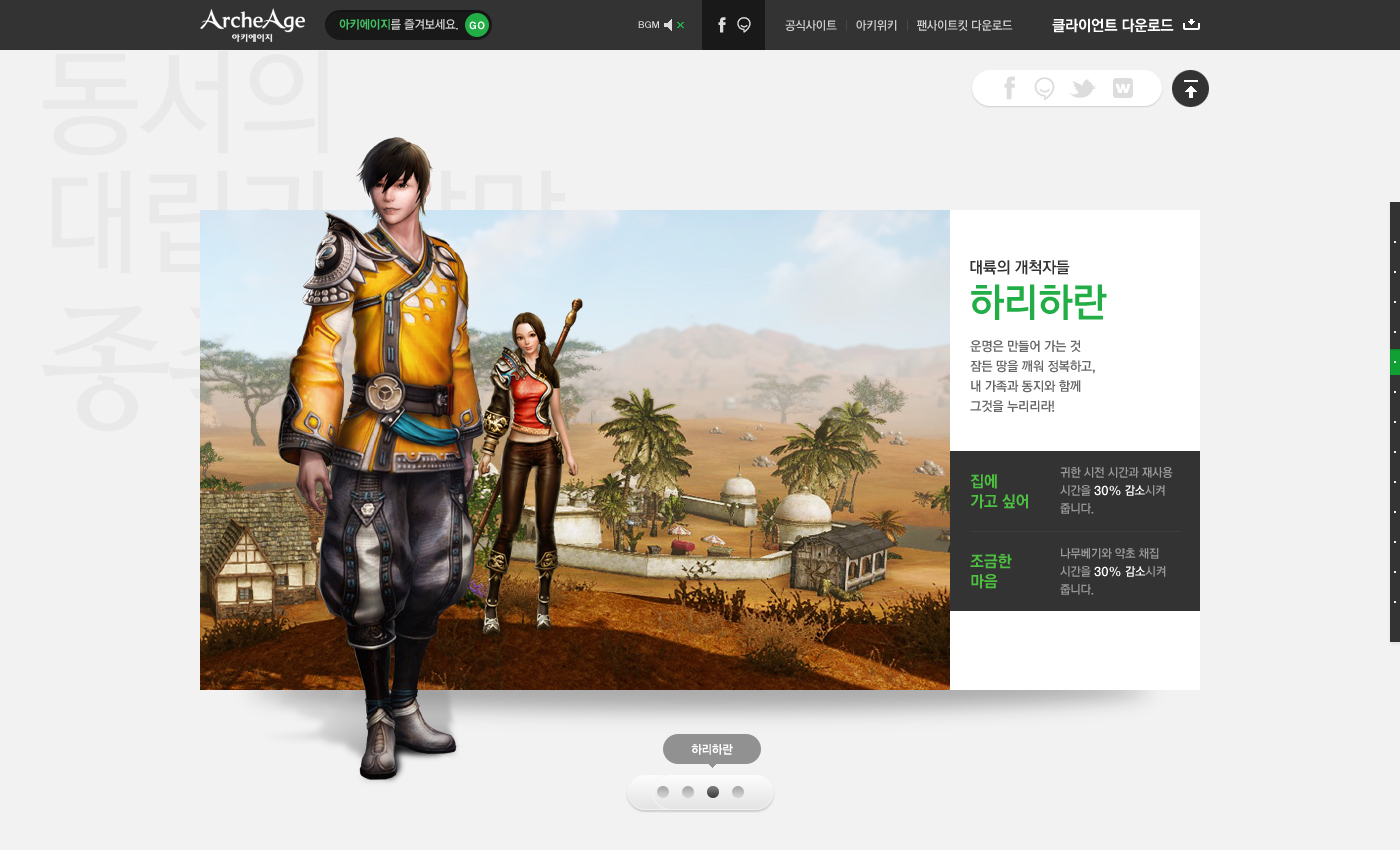 ArcheAge
아키에이지
아키에이지를 즐겨보세요. GO
BGM
공식사이트
아키위키
팬사이트킷 다운로드
클라이언트 다운로드
동서의
대륙의 개척자들
하리하란
운명은 만들어 가는 것
잠든 땅을 깨워 정복하고,
내 가족과 동지와 함께
그것을 누리리라!
집에
가고 싶어
귀한 시전 시간과 재사용
시간을 30% 감소시켜
줍니다.
조금한
마음
나무베기와 약초 채집
시간을 30% 감소시켜
줍니다.
하리하란